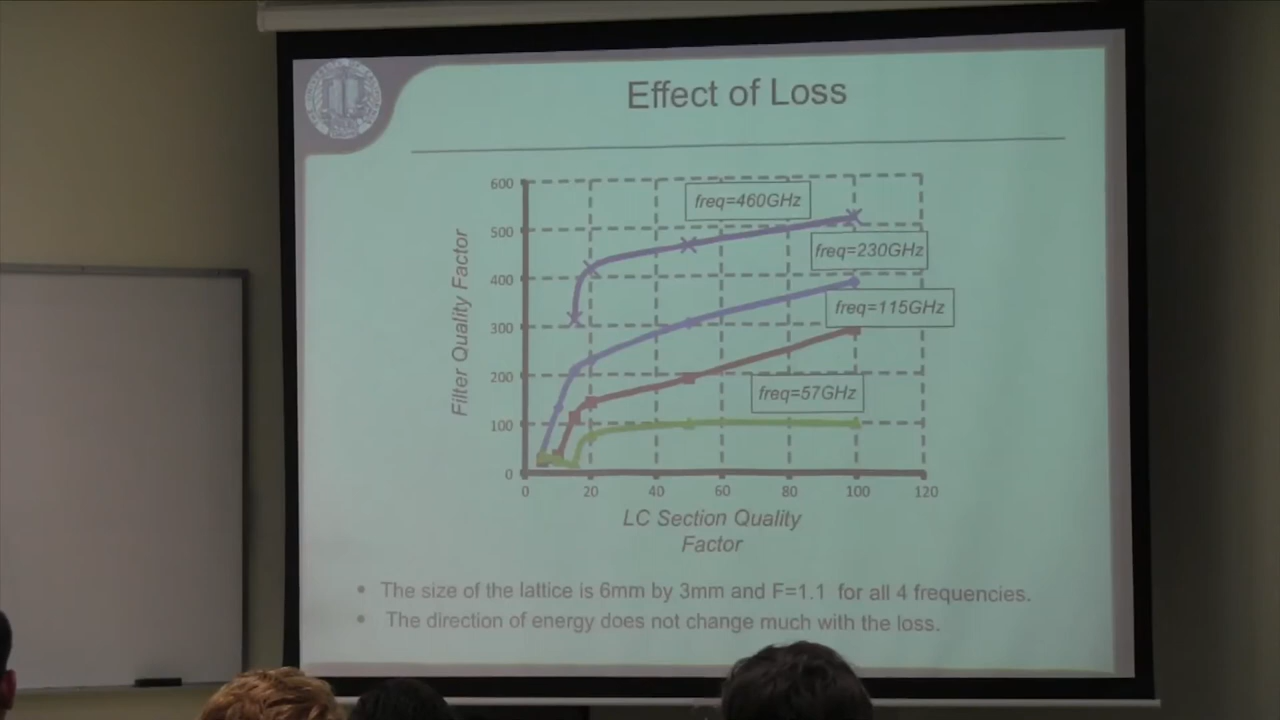 Effect of Loss
600
500
400
300
200
100
0
Filter Quality Factor
freq=460GHz
freq=230GHz
freq=115GHz
freq=57GHz
0 20 40 60 80 100 120
LC Section Quality
Factor
• The size of the lattice is 6mm by 3mm and F=1.1 for all 4 frequencies.
• The direction of energy does not change much with the loss.